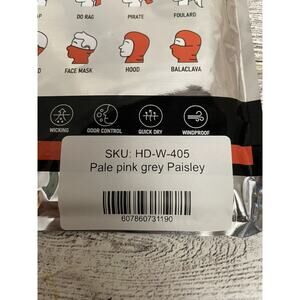 DO RAG
PIRATE
FOULARD
FACE MASK
HOOD
BALACLAVA
WICKING
ODOR CONTROL
QUICK DRY
WINDPROOF
SKU: HD-W-405
Pale pink grey Paisley
607860731190